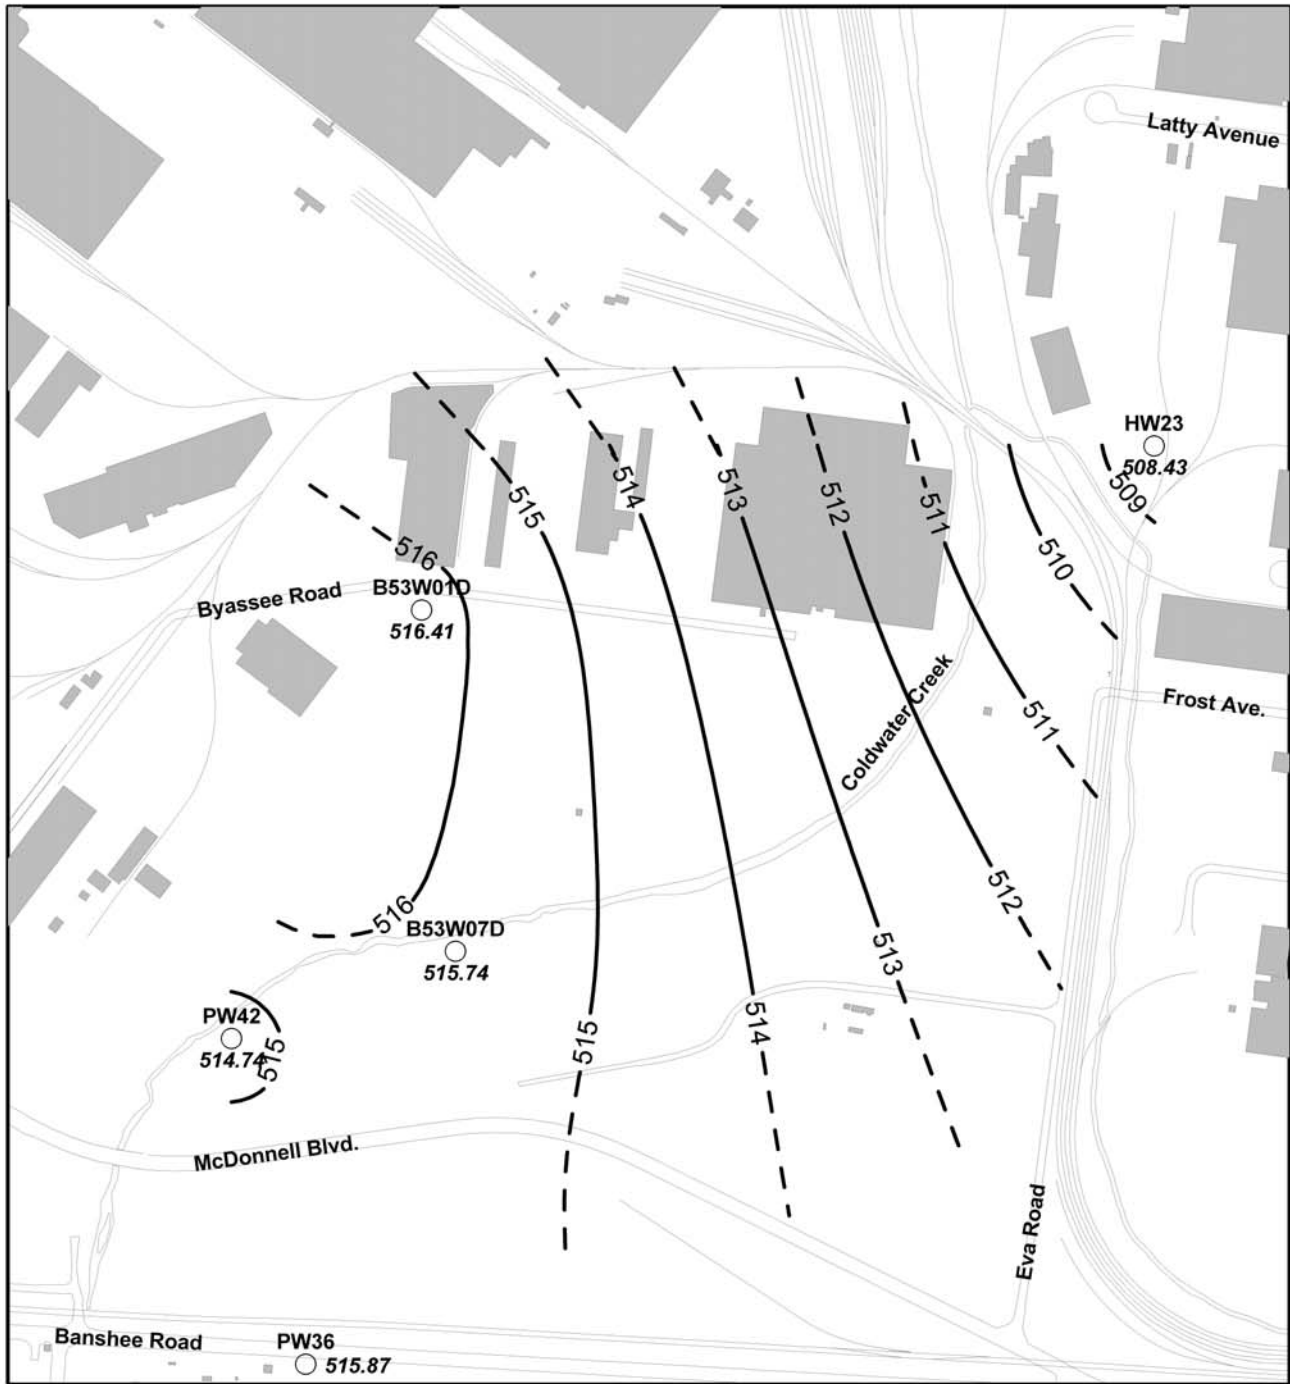 Latty Avenue
HW23
508.43
509
515
514
513
512
511
510
516
Byassee Road
B53W01D
516.41
Frost Ave.
511
Coldwater Creek
512
516
B53W07D
515.74
513
PW42
514.74
515
515
514
McDonnell Blvd.
Eva Road
Banshee Road
PW36
515.87